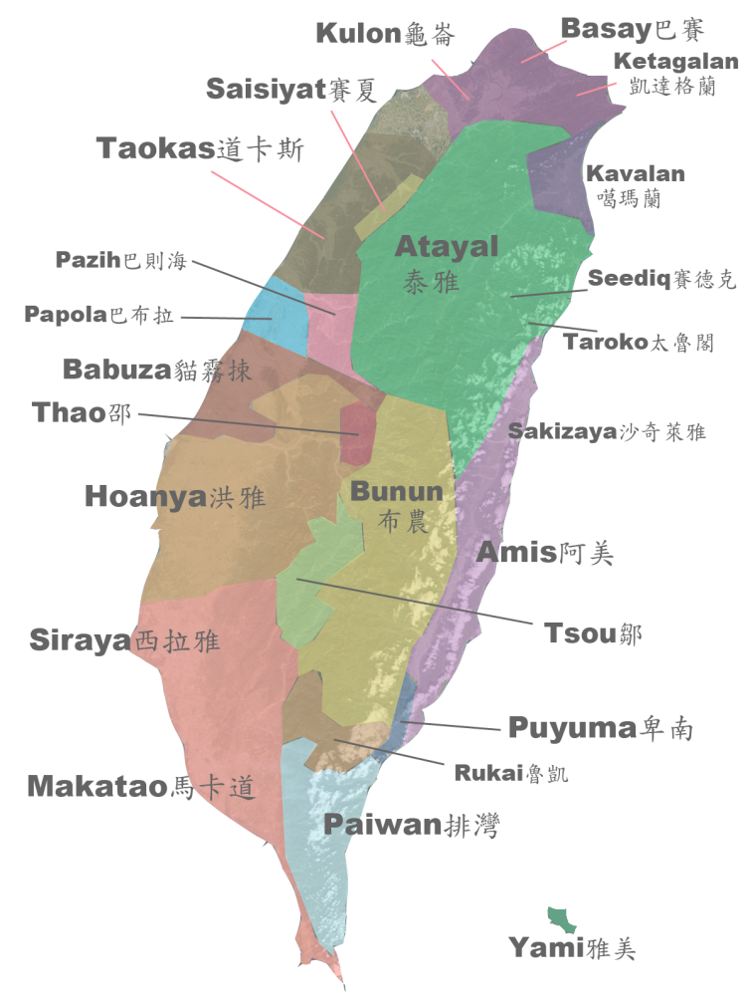 Kulon龜崙
Basay巴賽
Ketagalan
凱達格蘭
Saisiyat賽夏
Taokas道卡斯
Kavalan
噶瑪蘭
Atayal
泰雅
Pazih巴則海
Seediq賽德克
Papola巴布拉
Taroko太魯閣
Babuza貓霧捒
Thao邵
Sakizaya沙奇萊雅
Hoanya洪雅
Bunun
布農
Amis阿美
Tsou鄒
Siraya西拉雅
Puyuma卑南
Rukai魯凱
Makatao馬卡道
Paiwan排灣
Yami雅美